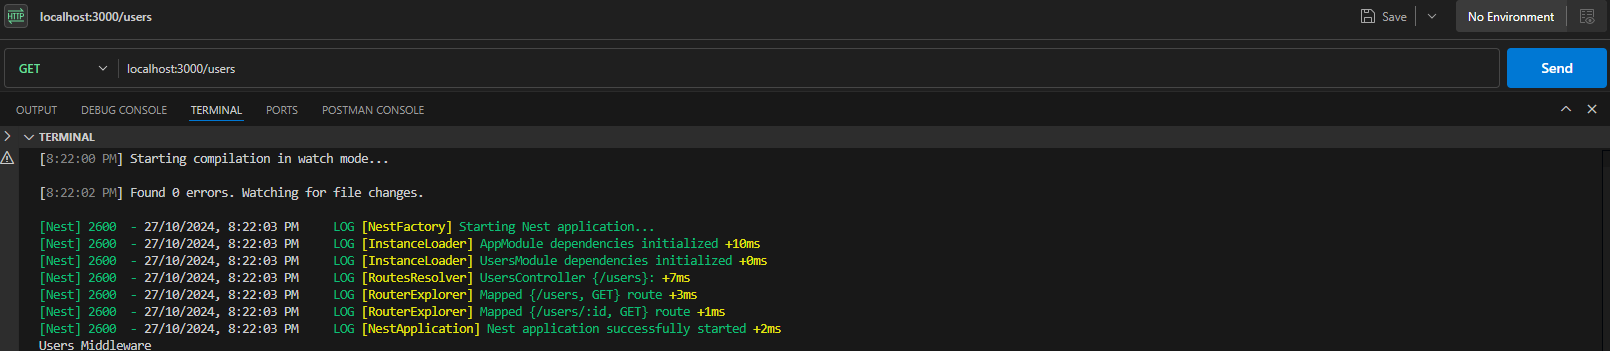 HTTP localhost:3000/users Save No Environment
GET localhost:3000/users Send
OUTPUT DEBUG CONSOLE TERMINAL PORTS POSTMAN CONSOLE
TERMINAL
[8:22:00 PM] Starting compilation in watch mode...
[8:22:02 PM] Found 0 errors. Watching for file changes.
[Nest] 2600  - 27/10/2024, 8:22:03 PM     LOG [NestFactory] Starting Nest application...
[Nest] 2600  - 27/10/2024, 8:22:03 PM     LOG [InstanceLoader] AppModule dependencies initialized +10ms
[Nest] 2600  - 27/10/2024, 8:22:03 PM     LOG [InstanceLoader] UsersModule dependencies initialized +0ms
[Nest] 2600  - 27/10/2024, 8:22:03 PM     LOG [RoutesResolver] UsersController {/users}: +7ms
[Nest] 2600  - 27/10/2024, 8:22:03 PM     LOG [RouterExplorer] Mapped {/users, GET} route +3ms
[Nest] 2600  - 27/10/2024, 8:22:03 PM     LOG [RouterExplorer] Mapped {/users/:id, GET} route +1ms
[Nest] 2600  - 27/10/2024, 8:22:03 PM     LOG [NestApplication] Nest application successfully started +2ms
Users Middleware